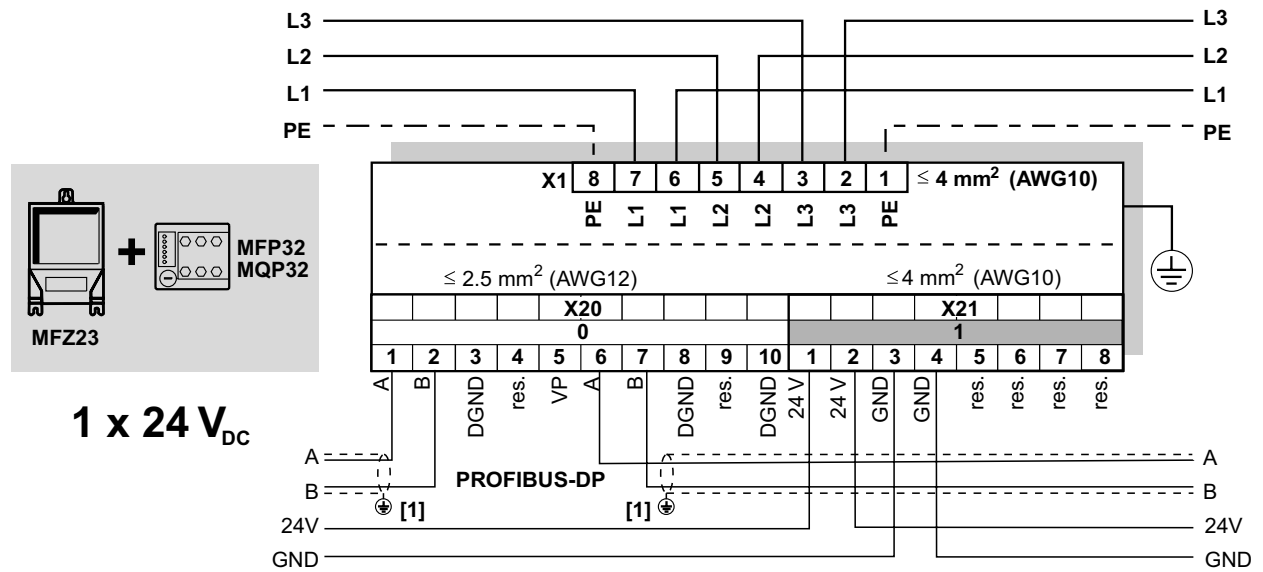 L3 L3
L2 L2
L1 L1
PE PE
X1 8 7 6 5 4 3 2 1 ≤ 4 mm² (AWG10)
PE L1 L1 L2 L2 L3 L3 PE
MFP32
MQP32
MFZ23
≤ 2.5 mm² (AWG12) ≤ 4 mm² (AWG10)
X20 X21
0 1
1 2 3 4 5 6 7 8 9 10 1 2 3 4 5 6 7 8
A B DGND res. VP A B DGND res. DGND 24 V 24 V GND GND res. res. res. res.
1 x 24 V DC
A A
PROFIBUS-DP
B B
[1] [1]
24V 24V
GND GND